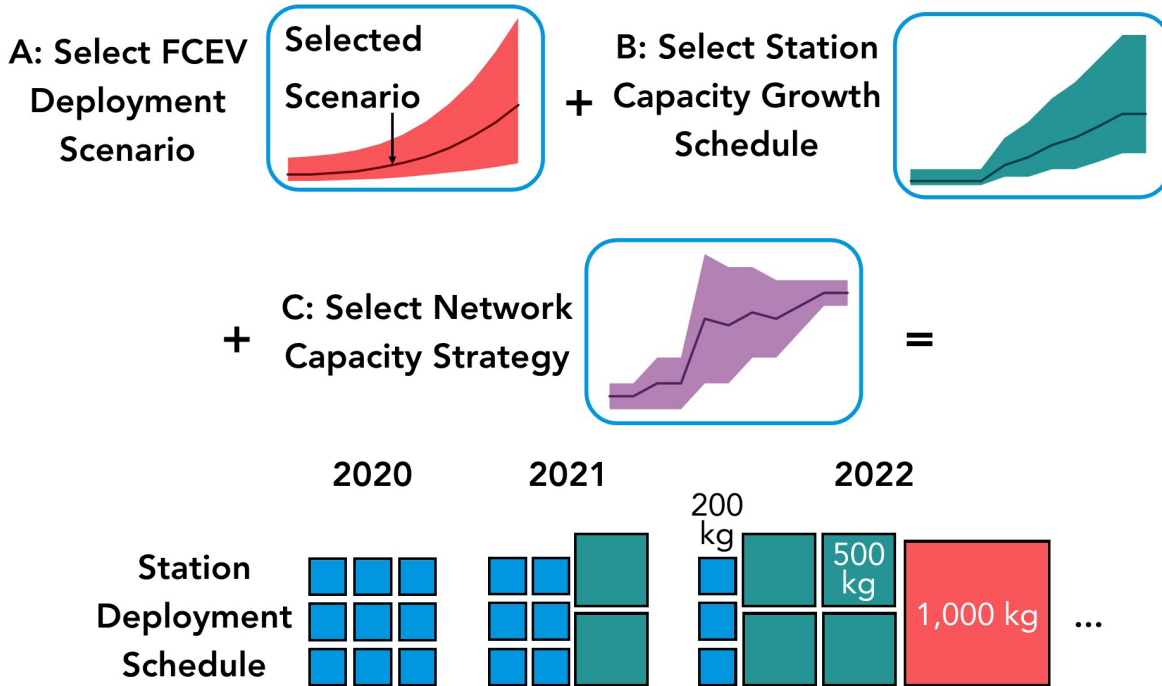 A: Select FCEV
Deployment
Scenario
Selected
Scenario
+
B: Select Station
Capacity Growth
Schedule
+
C: Select Network
Capacity Strategy
=
2020
2021
2022
Station
Deployment
Schedule
200
kg
500
kg
1,000 kg
...